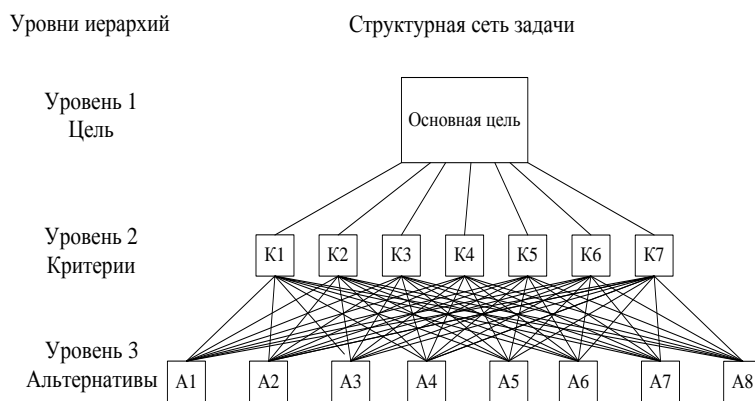 Уровни иерархий
Структурная сеть задачи
Уровень 1
Цель
Основная цель
Уровень 2
Критерии
К1 К2 К3 К4 К5 К6 К7
Уровень 3
Альтернативы
А1 А2 А3 А4 А5 А6 А7 А8